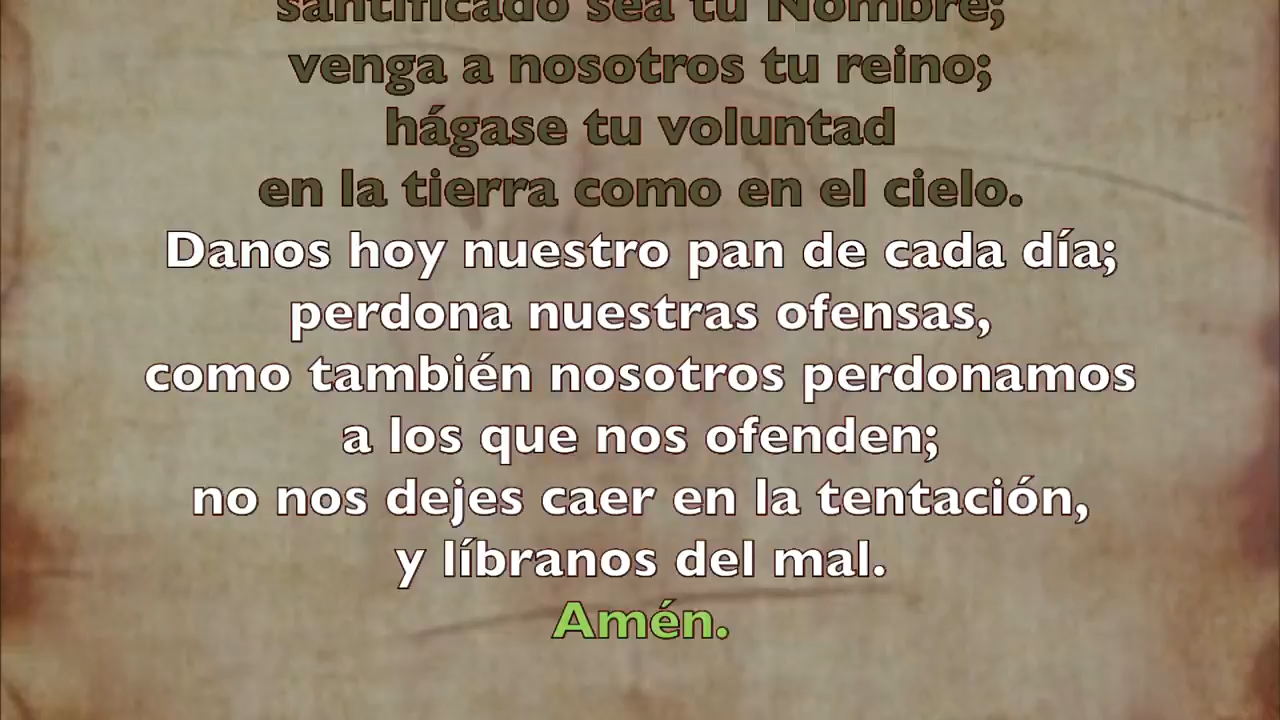 santificado sea tu Nombre;
venga a nosotros tu reino;
hágase tu voluntad
en la tierra como en el cielo.
Danos hoy nuestro pan de cada día;
perdona nuestras ofensas,
como también nosotros perdonamos
a los que nos ofenden;
no nos dejes caer en la tentación,
y líbranos del mal.
Amén.